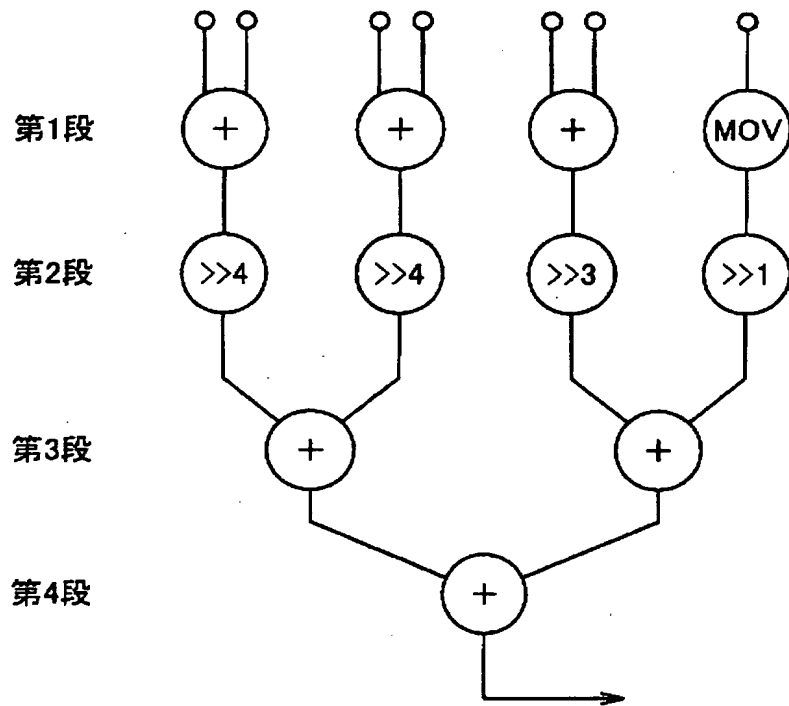 第1段 + + + MOV
第2段 >>4 >>4 >>3 >>1
第3段 + +
第4段 +